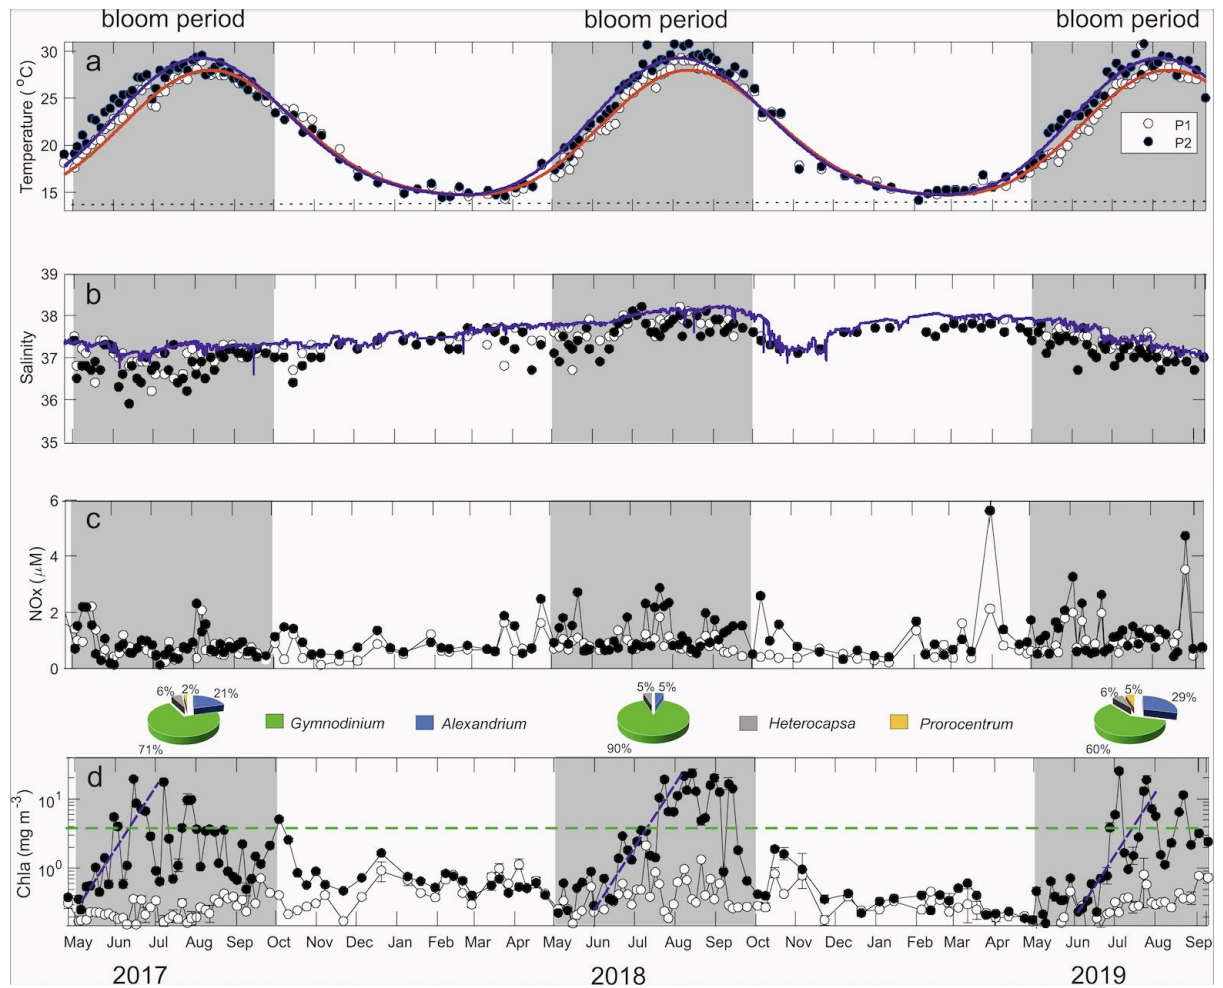 bloom period bloom period bloom period
a
30
25
20
15
Temperature (°C)
P1
P2
b
39
38
37
36
35
Salinity
c
6
4
2
0
NOx (µM)
6% 2% 21% 71%
Gymnodinium Alexandrium
5% 5% 90%
Heterocapsa Prorocentrum
6% 5% 29% 60%
d
10¹
10⁰
Chla (mg m⁻³)
May Jun Jul Aug Sep Oct Nov Dec Jan Feb Mar Apr May Jun Jul Aug Sep Oct Nov Dec Jan Feb Mar Apr May Jun Jul Aug Sep
2017 2018 2019